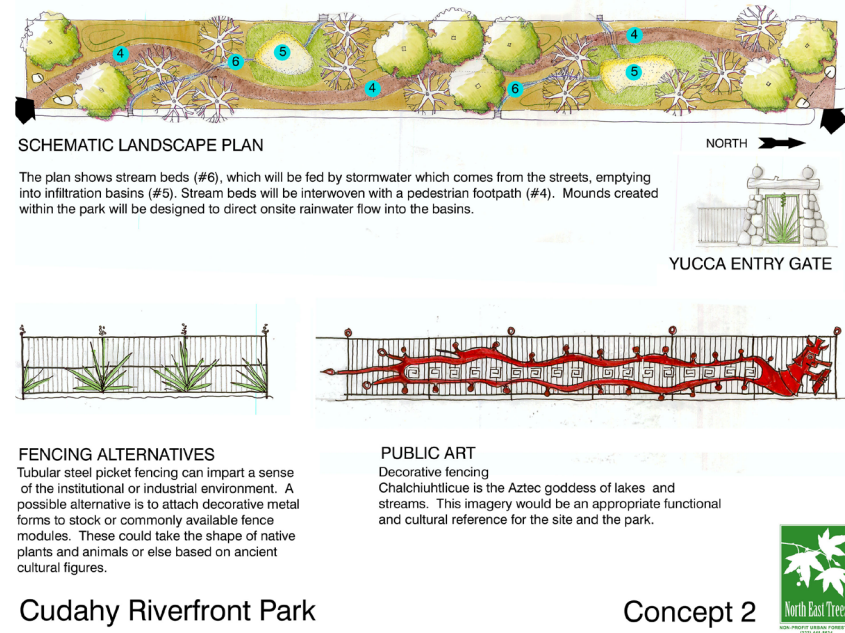 4
6
5
4
4
6
5
SCHEMATIC LANDSCAPE PLAN
NORTH
The plan shows stream beds (#6), which will be fed by stormwater which comes from the streets, emptying
into infiltration basins (#5). Stream beds will be interwoven with a pedestrian footpath (#4). Mounds created
within the park will be designed to direct onsite rainwater flow into the basins.
YUCCA ENTRY GATE
FENCING ALTERNATIVES
Tubular steel picket fencing can impart a sense
of the institutional or industrial environment. A
possible alternative is to attach decorative metal
forms to stock or commonly available fence
modules. These could take the shape of native
plants and animals or else based on ancient
cultural figures.
PUBLIC ART
Decorative fencing
Chalchiuhtlicue is the Aztec goddess of lakes and
streams. This imagery would be an appropriate functional
and cultural reference for the site and the park.
Cudahy Riverfront Park
Concept 2
North East Trees
NON-PROFIT URBAN FOREST